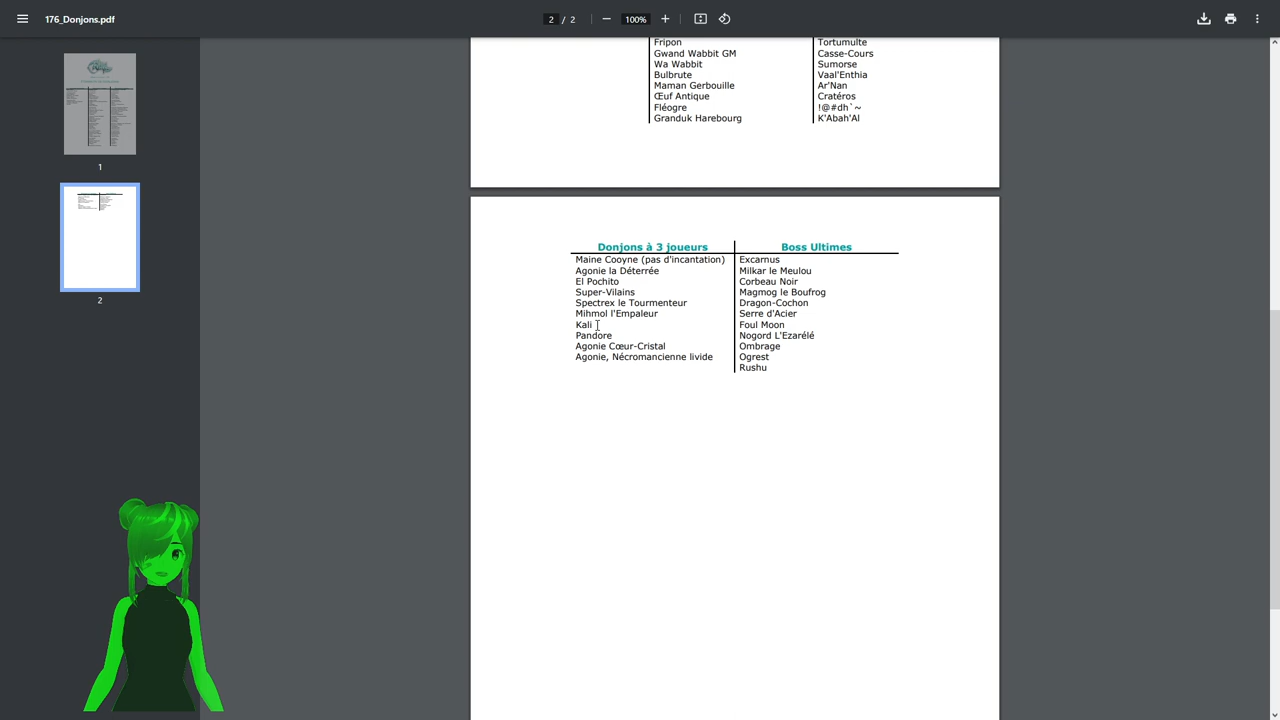 176_Donjons.pdf
2 / 2
100%
1
2
Fripon
Gwand Wabbit GM
Wa Wabbit
Bulbrute
Maman Gerbouille
Œuf Antique
Fléogre
Granduk Harebourg
Tortumulte
Casse-Cours
Sumorse
Vaal'Enthia
Ar'Nan
Cratéros
!@#dh`~
K'Abah'Al
Donjons à 3 joueurs
Maine Cooyne (pas d'incantation)
Agonie la Déterrée
El Pochito
Super-Vilains
Spectrex le Tourmenteur
Mihmol l'Empaleur
Kali
Pandore
Agonie Cœur-Cristal
Agonie, Nécromancienne livide
Boss Ultimes
Excarnus
Milkar le Meulou
Corbeau Noir
Magmog le Boufrog
Dragon-Cochon
Serre d'Acier
Foul Moon
Nogord L'Ezarélé
Ombrage
Ogrest
Rushu